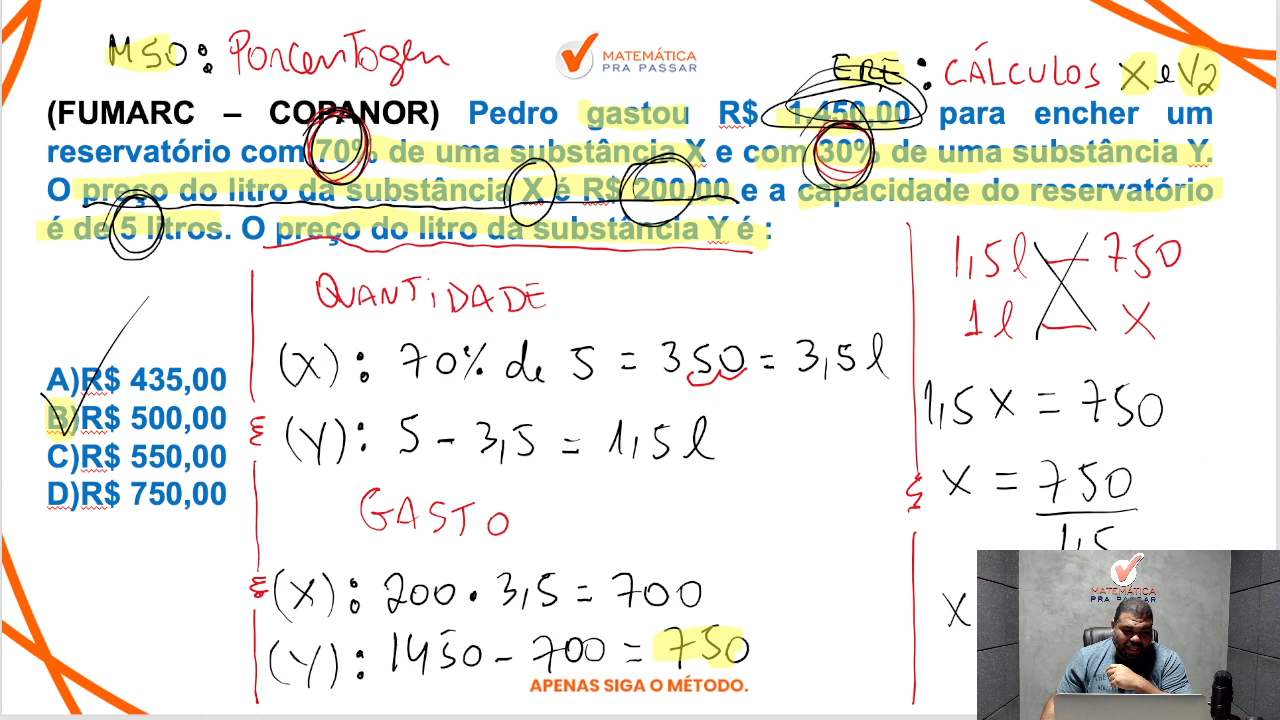 M50: Porcentagem
MATEMÁTICA
PRA PASSAR
ERE: CÁLCULOS X e √2
(FUMARC – COPANOR) Pedro gastou R$ 1.450,00 para encher um
reservatório com 70% de uma substância X e com 30% de uma substância Y.
O preço do litro da substância X é R$ 200,00 e a capacidade do reservatório
é de 5 litros. O preço do litro da substância Y é :
A)R$ 435,00
B)R$ 500,00
C)R$ 550,00
D)R$ 750,00
QUANTIDADE
(X): 70% de 5 = 350 = 3,5 l
(Y): 5 - 3,5 = 1,5 l
GASTO
(X): 200 . 3,5 = 700
(Y): 1450 - 700 = 750
1,5 l 750
1 l X
1,5 X = 750
X = 750
1,5
X
MATEMÁTICA
PRA PASSAR
APENAS SIGA O MÉTODO.